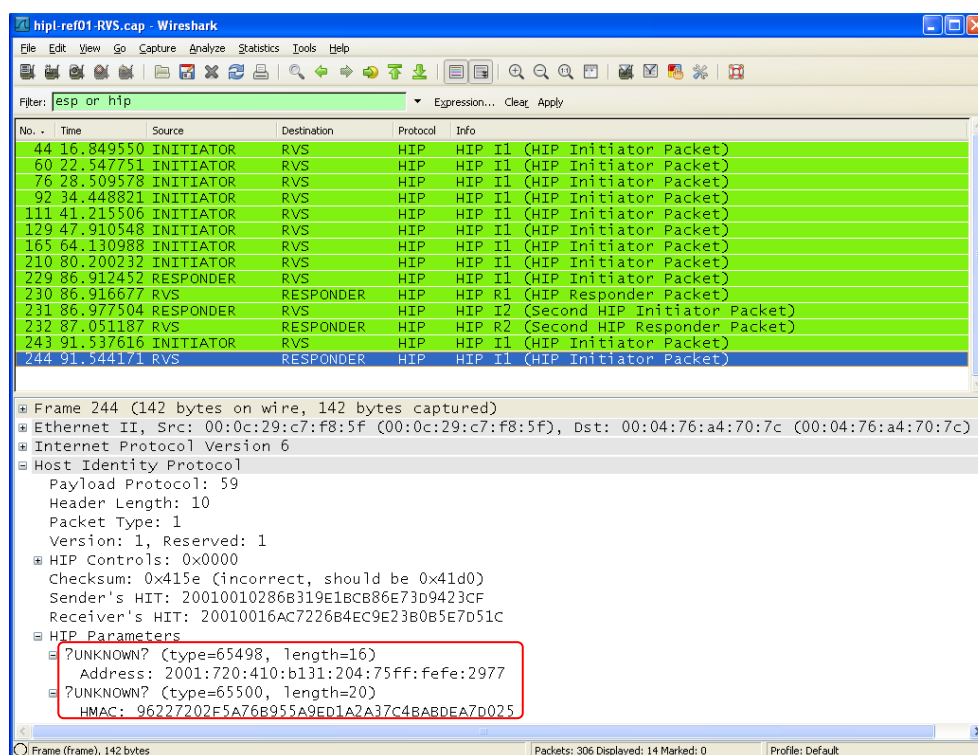 hipl-ref01-RVS.cap - Wireshark
File Edit View Go Capture Analyze Statistics Tools Help
Filter: esp or hip Expression... Clear Apply
No. . Time Source Destination Protocol Info
44 16.849550 INITIATOR RVS HIP HIP I1 (HIP Initiator Packet)
60 22.547751 INITIATOR RVS HIP HIP I1 (HIP Initiator Packet)
76 28.509578 INITIATOR RVS HIP HIP I1 (HIP Initiator Packet)
92 34.448821 INITIATOR RVS HIP HIP I1 (HIP Initiator Packet)
111 41.215506 INITIATOR RVS HIP HIP I1 (HIP Initiator Packet)
129 47.910548 INITIATOR RVS HIP HIP I1 (HIP Initiator Packet)
165 64.130988 INITIATOR RVS HIP HIP I1 (HIP Initiator Packet)
210 80.200232 INITIATOR RVS HIP HIP I1 (HIP Initiator Packet)
229 86.912452 RESPONDER RVS HIP HIP I1 (HIP Initiator Packet)
230 86.916677 RVS RESPONDER HIP HIP R1 (HIP Responder Packet)
231 86.977504 RESPONDER RVS HIP HIP I2 (Second HIP Initiator Packet)
232 87.051187 RVS RESPONDER HIP HIP R2 (Second HIP Responder Packet)
243 91.537616 INITIATOR RVS HIP HIP I1 (HIP Initiator Packet)
244 91.544171 RVS RESPONDER HIP HIP I1 (HIP Initiator Packet)
Frame 244 (142 bytes on wire, 142 bytes captured)
Ethernet II, Src: 00:0c:29:c7:f8:5f (00:0c:29:c7:f8:5f), Dst: 00:04:76:a4:70:7c (00:04:76:a4:70:7c)
Internet Protocol Version 6
Host Identity Protocol
Payload Protocol: 59
Header Length: 10
Packet Type: 1
Version: 1, Reserved: 1
HIP Controls: 0x0000
Checksum: 0x415e (incorrect, should be 0x41d0)
Sender's HIT: 20010010286B319E1BCB86E73D9423CF
Receiver's HIT: 20010016AC7226B4EC9E23B0B5E7D51C
HIP Parameters
?UNKNOWN? (type=65498, length=16)
Address: 2001:720:410:b131:204:75ff:fefe:2977
?UNKNOWN? (type=65500, length=20)
HMAC: 96227202F5A76B955A9ED1A2A37C4BABDEA7D025
Frame (frame), 142 bytes Packets: 306 Displayed: 14 Marked: 0 Profile: Default